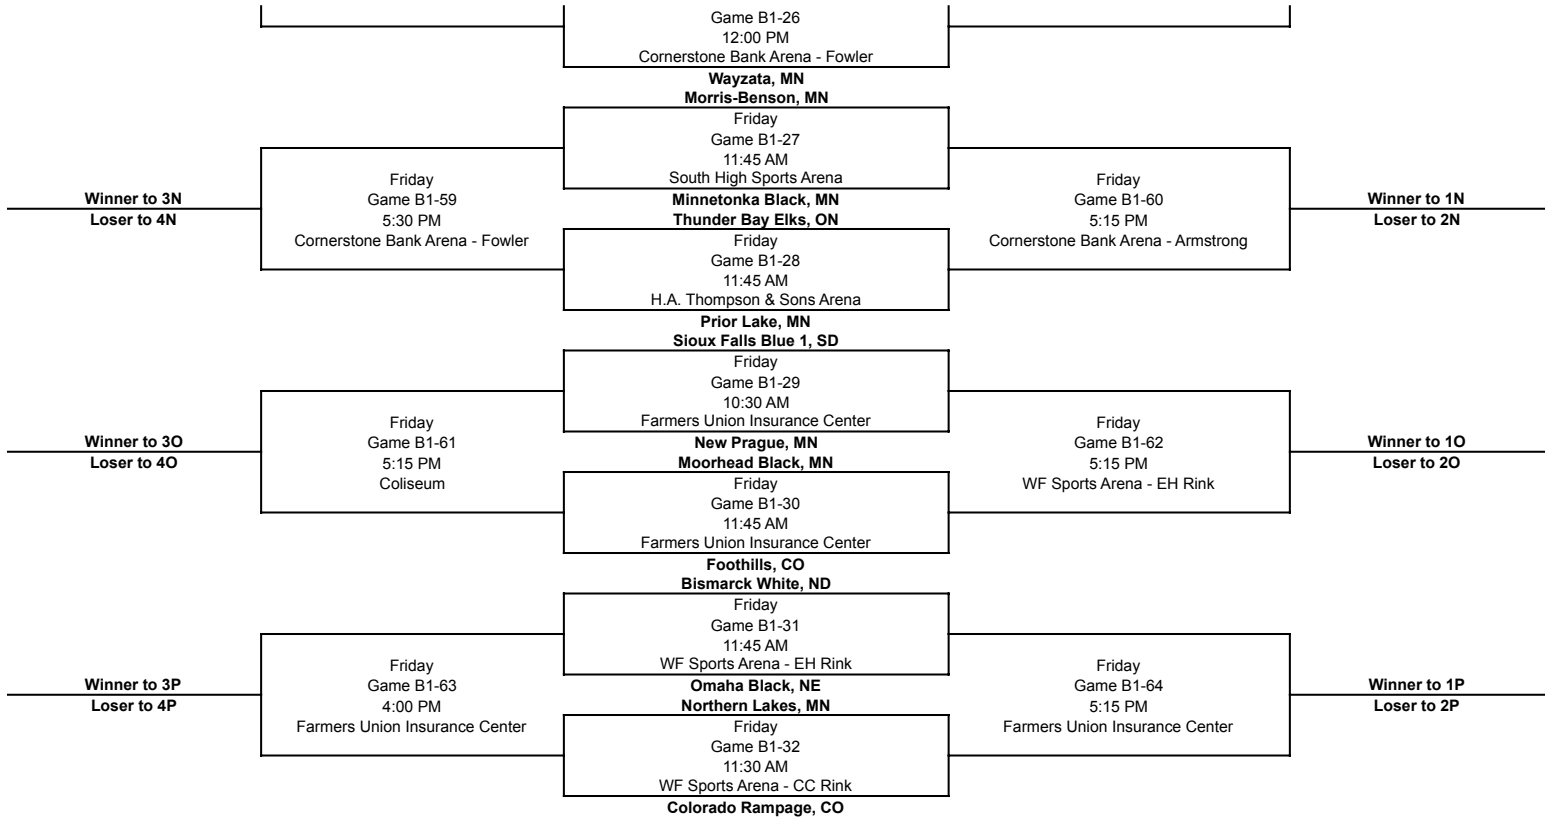 Game B1-26
12:00 PM
Cornerstone Bank Arena - Fowler
Wayzata, MN
Morris-Benson, MN
Friday
Game B1-27
11:45 AM
South High Sports Arena
Minnetonka Black, MN
Winner to 3N
Loser to 4N
Friday
Game B1-59
5:30 PM
Cornerstone Bank Arena - Fowler
Friday
Game B1-60
5:15 PM
Cornerstone Bank Arena - Armstrong
Winner to 1N
Loser to 2N
Thunder Bay Elks, ON
Friday
Game B1-28
11:45 AM
H.A. Thompson & Sons Arena
Prior Lake, MN
Sioux Falls Blue 1, SD
Friday
Game B1-29
10:30 AM
Farmers Union Insurance Center
New Prague, MN
Winner to 3O
Loser to 4O
Friday
Game B1-61
5:15 PM
Coliseum
Friday
Game B1-62
5:15 PM
WF Sports Arena - EH Rink
Winner to 1O
Loser to 2O
Moorhead Black, MN
Friday
Game B1-30
11:45 AM
Farmers Union Insurance Center
Foothills, CO
Bismarck White, ND
Friday
Game B1-31
11:45 AM
WF Sports Arena - EH Rink
Omaha Black, NE
Winner to 3P
Loser to 4P
Friday
Game B1-63
4:00 PM
Farmers Union Insurance Center
Friday
Game B1-64
5:15 PM
Farmers Union Insurance Center
Winner to 1P
Loser to 2P
Northern Lakes, MN
Friday
Game B1-32
11:30 AM
WF Sports Arena - CC Rink
Colorado Rampage, CO